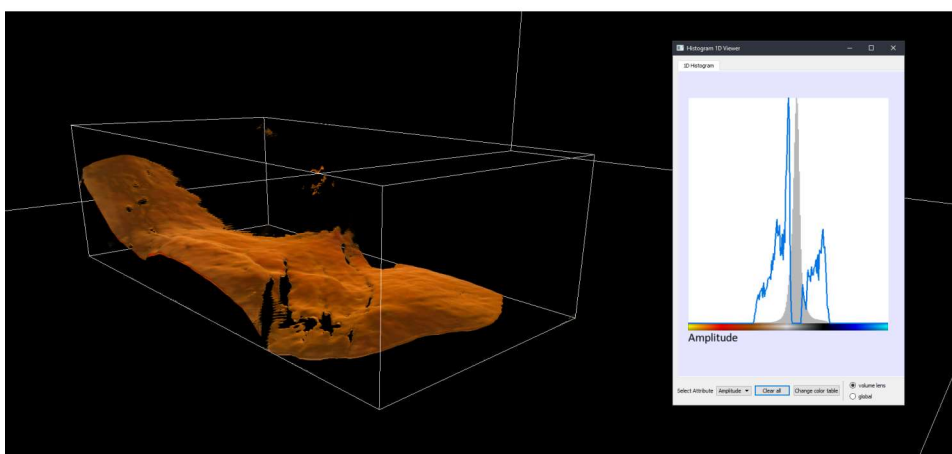 Histogram 1D Viewer
1D Histogram
Amplitude
Select Attribute Amplitude Clear all Change color table volume lens
global